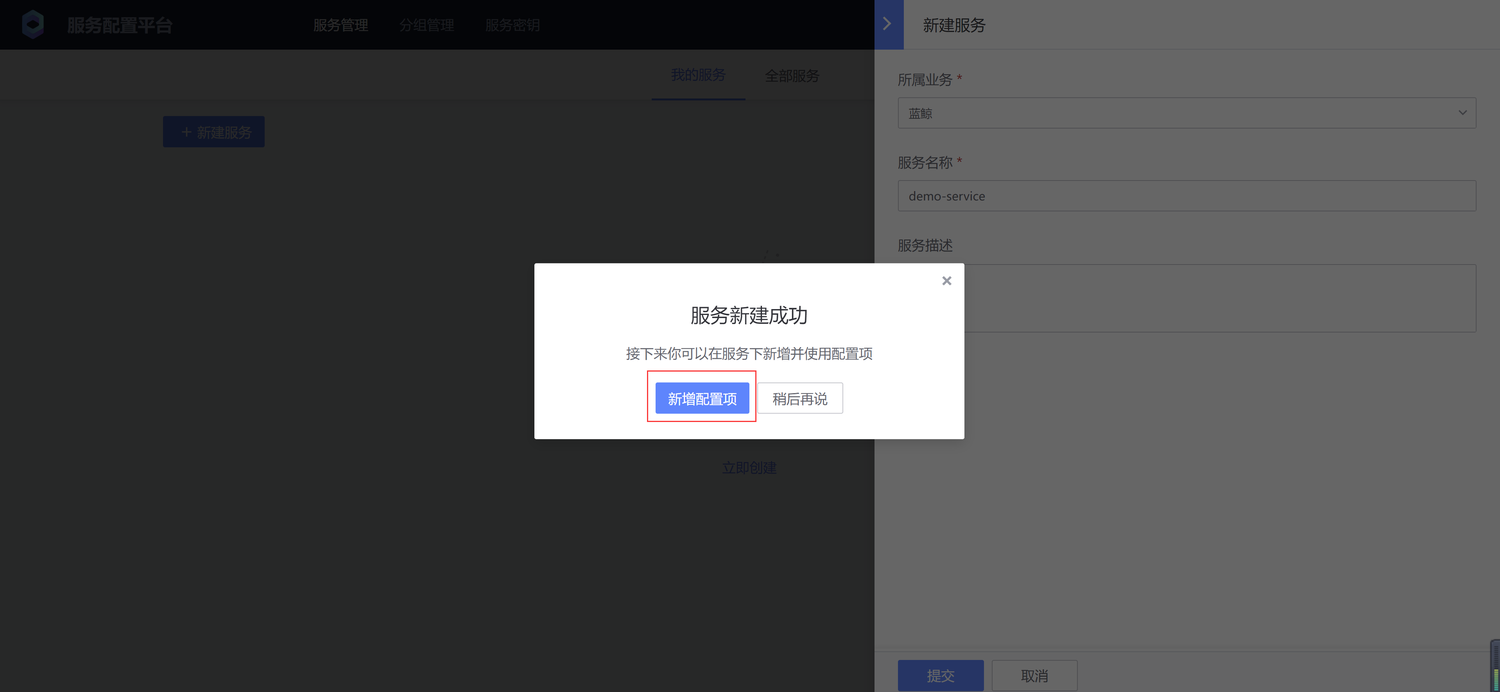 服务配置平台
服务管理 分组管理 服务密钥
新建服务
我的服务 全部服务
+ 新建服务
所属业务 *
蓝鲸
服务名称 *
demo-service
服务描述
服务新建成功
接下来你可以在服务下新增并使用配置项
新增配置项 稍后再说
立即创建
提交 取消